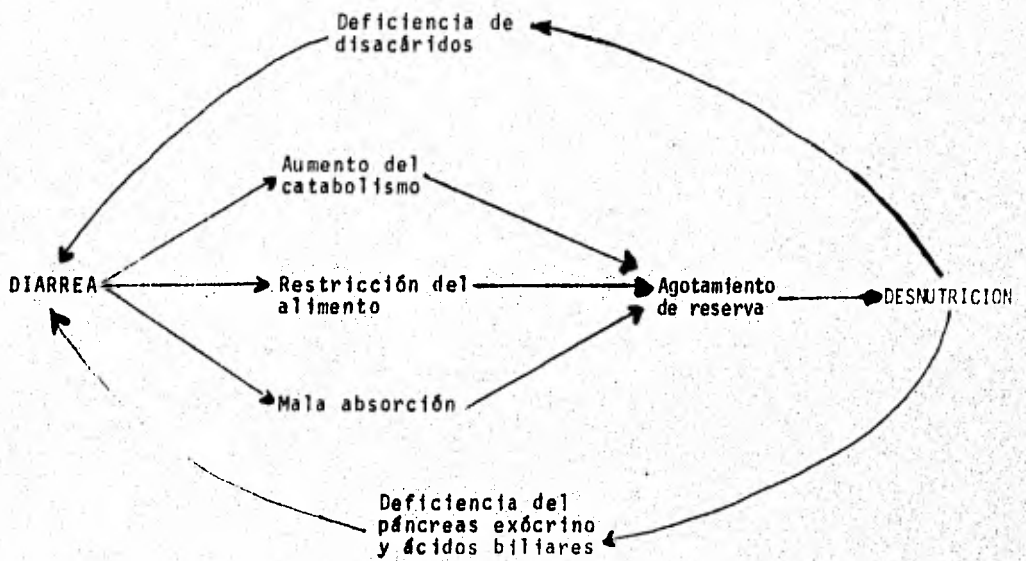 Deficiencia de
disacáridos
Aumento del
catabolismo
DIARREA
Restricción del
alimento
Agotamiento
de reserva
DESNUTRICION
Mala absorción
Deficiencia del
páncreas exócrino
y ácidos biliares